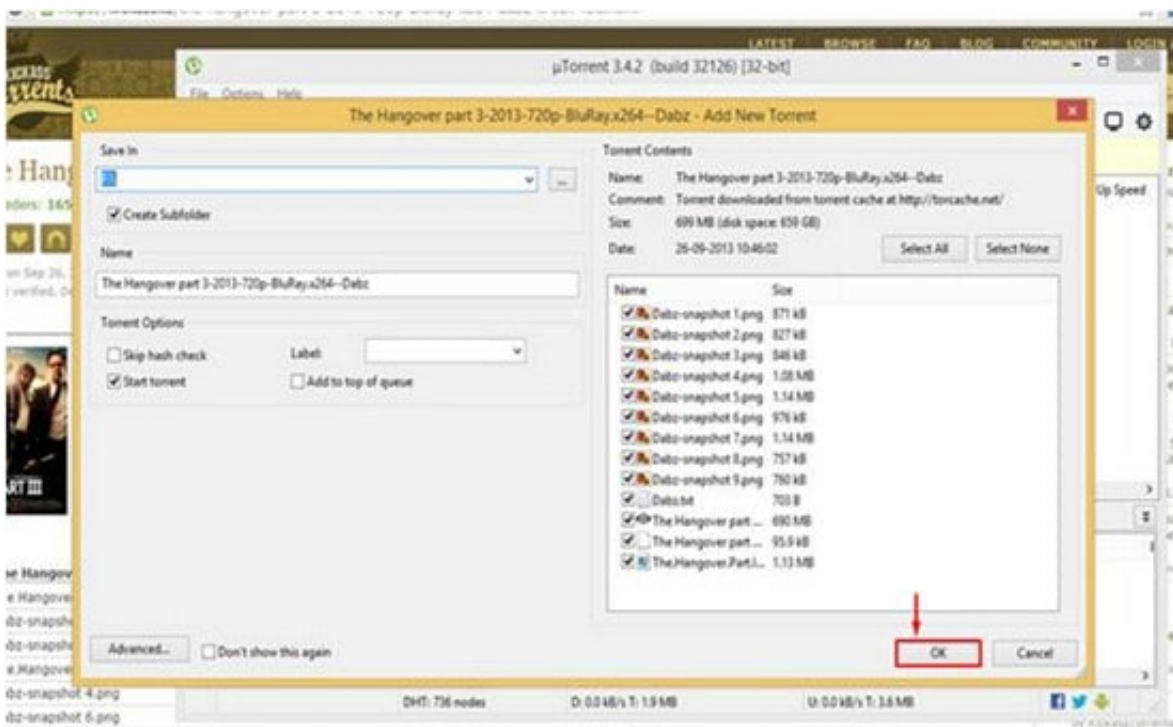 LATEST BROWSE FAQ BLOG COMMUNITY LOGIN
µTorrent 3.4.2 (build 32126) [32-bit]
File Options Help
The Hangover part 3-2013-720p-BluRay.x264--Dabz - Add New Torrent
Save In
...
Create Subfolder
Name
The Hangover part 3-2013-720p-BluRay.x264--Dabz
Torrent Options
Skip hash check
Label:
Start torrent
Add to top of queue
Torrent Contents
Name: The Hangover part 3-2013-720p-BluRay.x264--Dabz
Comment: Torrent downloaded from torrent cache at http://torcache.net/
Size: 699 MB (disk space: 659 GB)
Date: 26-09-2013 10:46:02
Select All
Select None
Name Size
Dabz-snapshot 1.png 871 kB
Dabz-snapshot 2.png 827 kB
Dabz-snapshot 3.png 846 kB
Dabz-snapshot 4.png 1.08 MB
Dabz-snapshot 5.png 1.14 MB
Dabz-snapshot 6.png 976 kB
Dabz-snapshot 7.png 1.14 MB
Dabz-snapshot 8.png 757 kB
Dabz-snapshot 9.png 760 kB
Dabs.txt 703 B
The Hangover part ... 690 MB
The Hangover part ... 95.9 kB
The.Hangover.Part.I... 1.13 MB
Advanced...
Don't show this again
OK
Cancel
Up Speed
Hang
ART III
Hangov
Hangove
bz-snapsh
bz-snapsh
.Hangove
bz-snapshot 4.png
bz-snapshot 6.png
DHT: 736 nodes
D: 0.0 kB/s T: 1.9 MB
U: 0.0 kB/s T: 3.6 MB